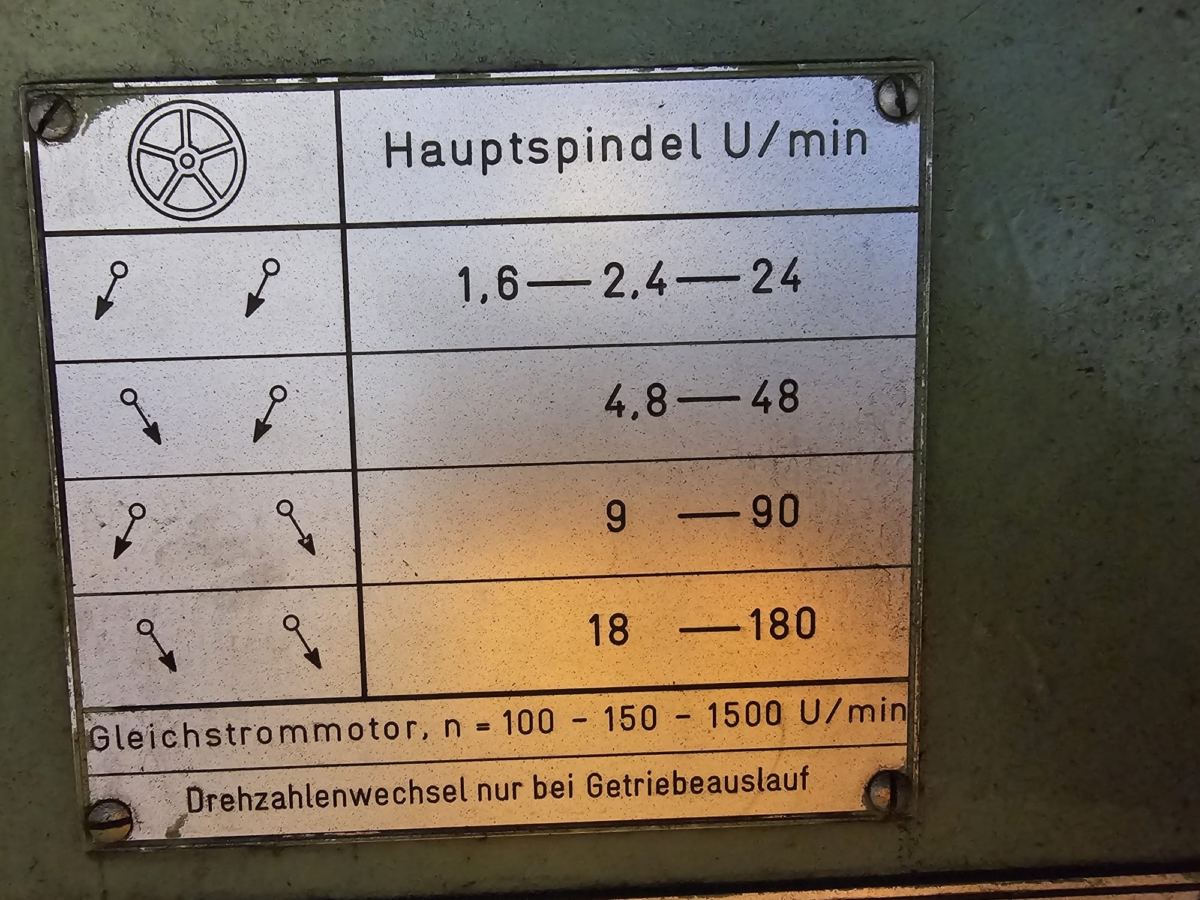 Hauptspindel U/min
1,6 — 2,4 — 24
4,8 — 48
9 — 90
18 — 180
Gleichstrommotor, n = 100 - 150 - 1500 U/min
Drehzahlenwechsel nur bei Getriebeauslauf